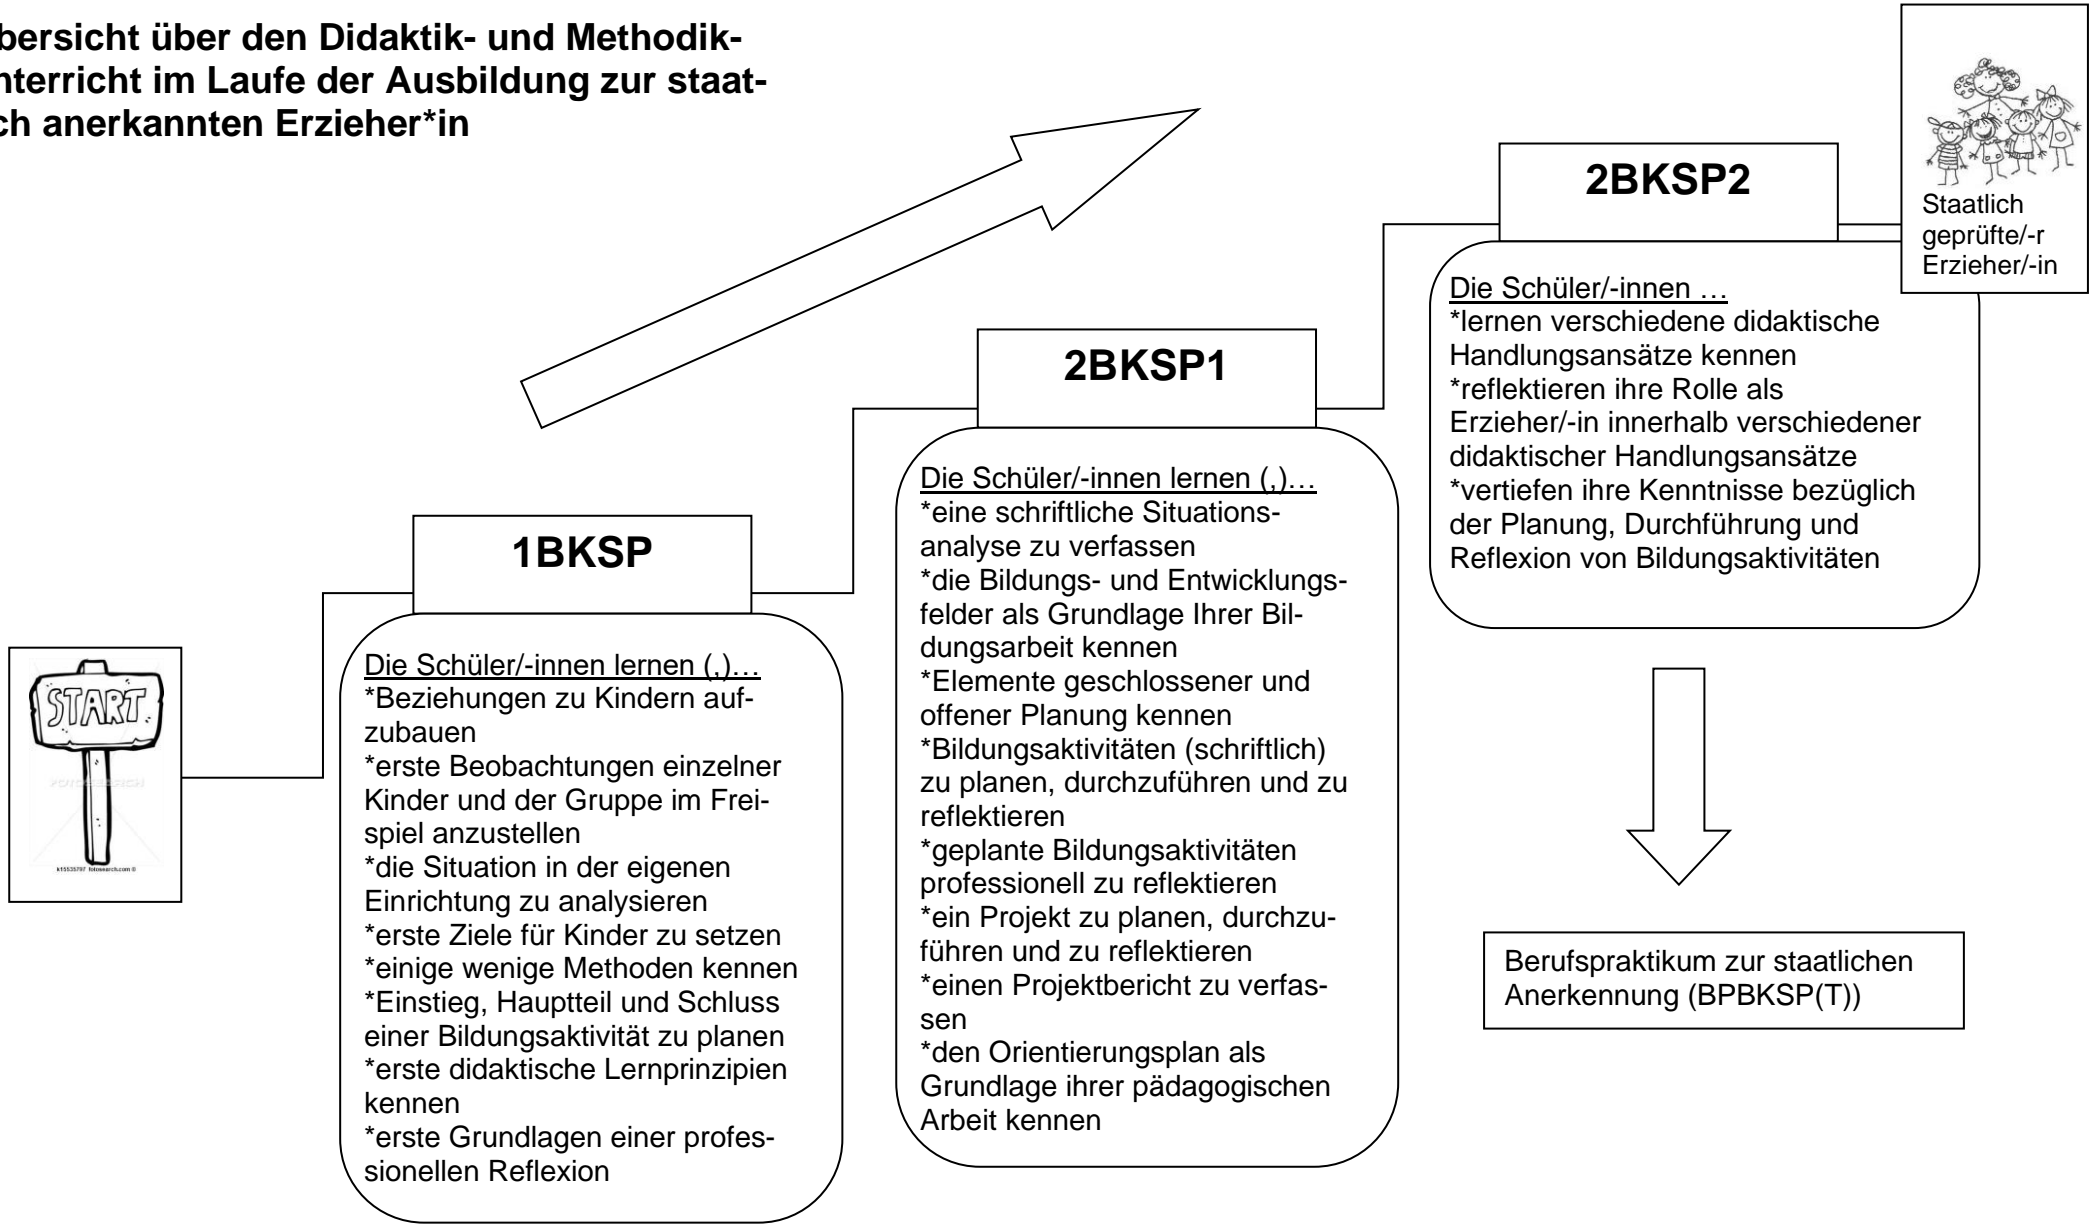 bersicht über den Didaktik- und Methodik-
nterricht im Laufe der Ausbildung zur staat-
ch anerkannten Erzieher*in
START
k15535797 fotosearch.com ©
1BKSP
Die Schüler/-innen lernen (,)…
*Beziehungen zu Kindern auf-
zubauen
*erste Beobachtungen einzelner
Kinder und der Gruppe im Frei-
spiel anzustellen
*die Situation in der eigenen
Einrichtung zu analysieren
*erste Ziele für Kinder zu setzen
*einige wenige Methoden kennen
*Einstieg, Hauptteil und Schluss
einer Bildungsaktivität zu planen
*erste didaktische Lernprinzipien
kennen
*erste Grundlagen einer profes-
sionellen Reflexion
2BKSP1
Die Schüler/-innen lernen (,)…
*eine schriftliche Situations-
analyse zu verfassen
*die Bildungs- und Entwicklungs-
felder als Grundlage Ihrer Bil-
dungsarbeit kennen
*Elemente geschlossener und
offener Planung kennen
*Bildungsaktivitäten (schriftlich)
zu planen, durchzuführen und zu
reflektieren
*geplante Bildungsaktivitäten
professionell zu reflektieren
*ein Projekt zu planen, durchzu-
führen und zu reflektieren
*einen Projektbericht zu verfas-
sen
*den Orientierungsplan als
Grundlage ihrer pädagogischen
Arbeit kennen
2BKSP2
Die Schüler/-innen …
*lernen verschiedene didaktische
Handlungsansätze kennen
*reflektieren ihre Rolle als
Erzieher/-in innerhalb verschiedener
didaktischer Handlungsansätze
*vertiefen ihre Kenntnisse bezüglich
der Planung, Durchführung und
Reflexion von Bildungsaktivitäten
Staatlich
geprüfte/-r
Erzieher/-in
Berufspraktikum zur staatlichen
Anerkennung (BPBKSP(T))